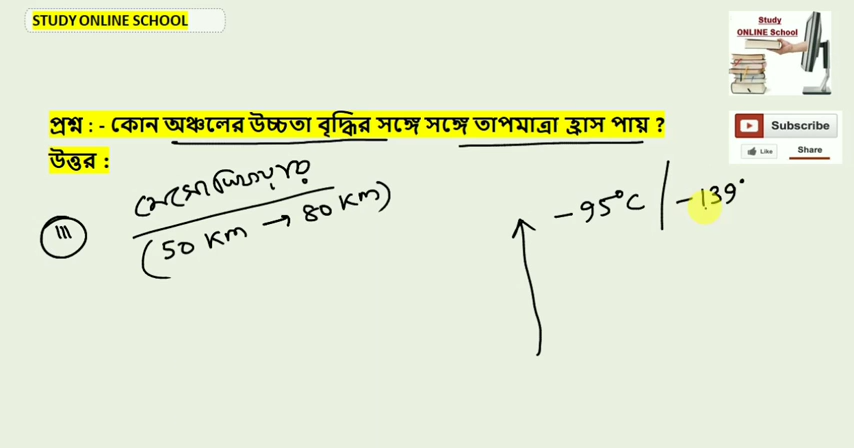 STUDY ONLINE SCHOOL
Study
ONLINE School
প্রশ্ন : - কোন অঞ্চলের উচ্চতা বৃদ্ধির সঙ্গে সঙ্গে তাপমাত্রা হ্রাস পায় ?
Subscribe
উত্তর :
Like Share
মেসোস্ফিয়ার
III
(50 KM → 80 KM)
-95°C | -139°